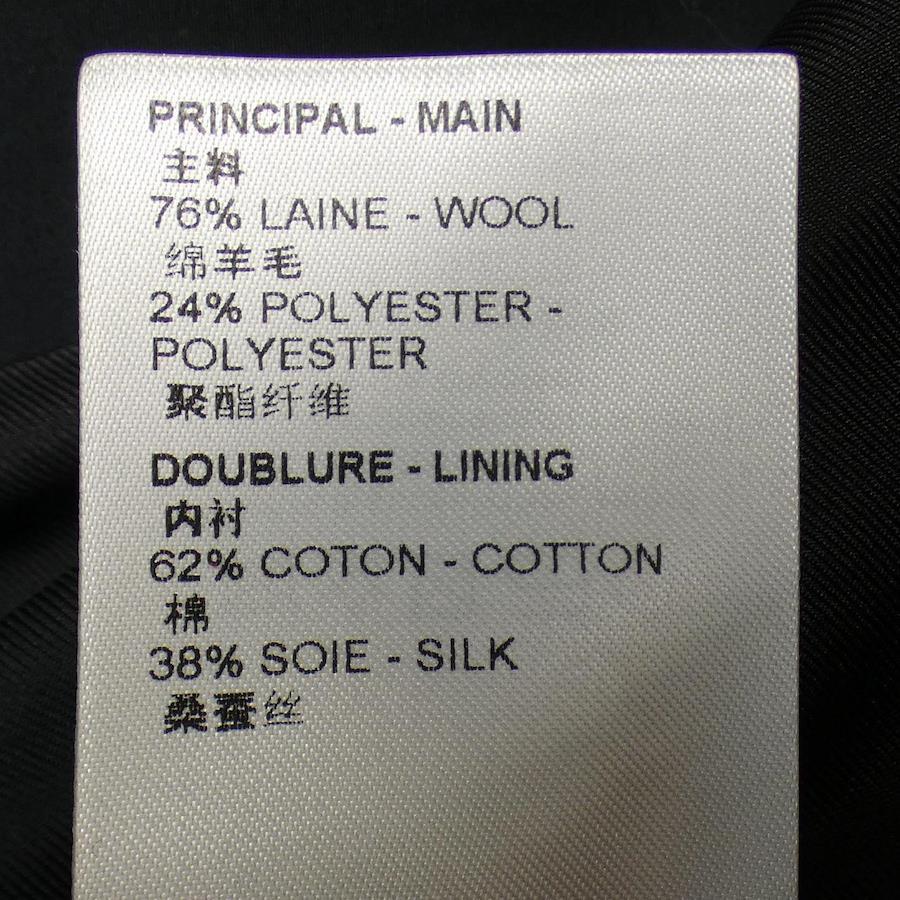 PRINCIPAL - MAIN
主料
76% LAINE - WOOL
绵羊毛
24% POLYESTER -
POLYESTER
聚酯纤维
DOUBLURE - LINING
内衬
62% COTON - COTTON
棉
38% SOIE - SILK
桑蚕丝